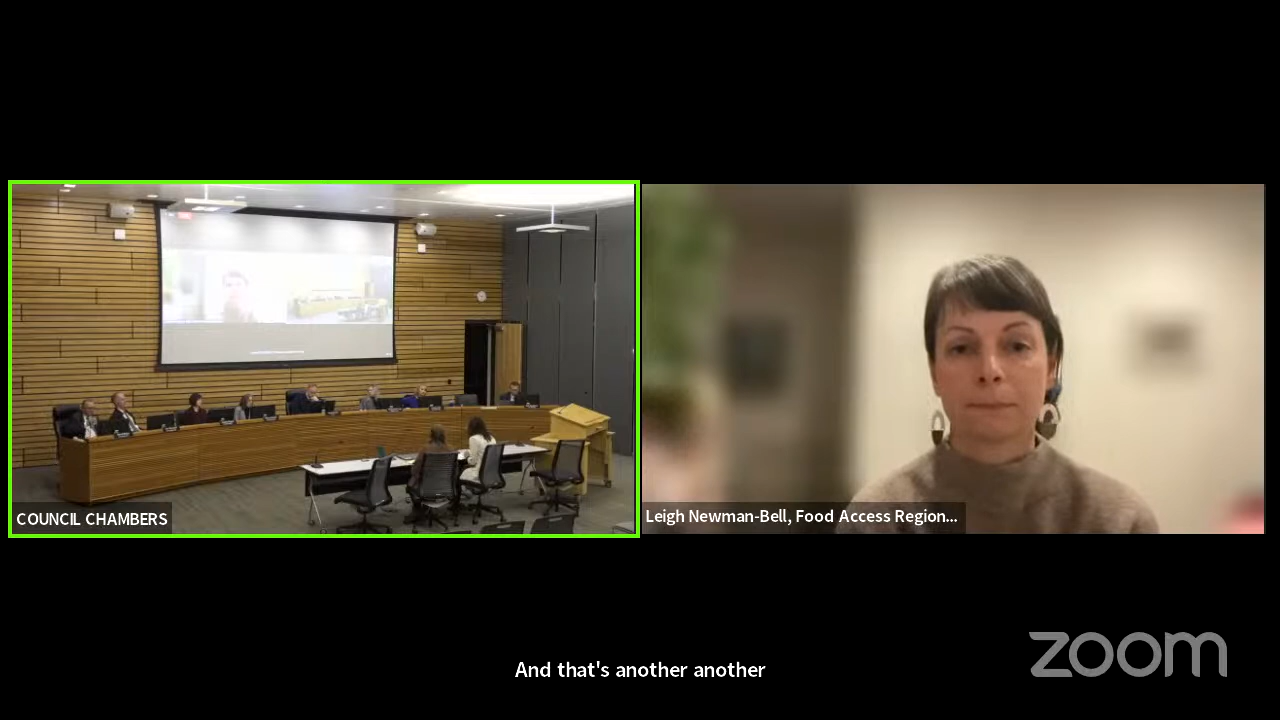 COUNCIL CHAMBERS
Leigh Newman-Bell, Food Access Region...
And that's another another
zoom